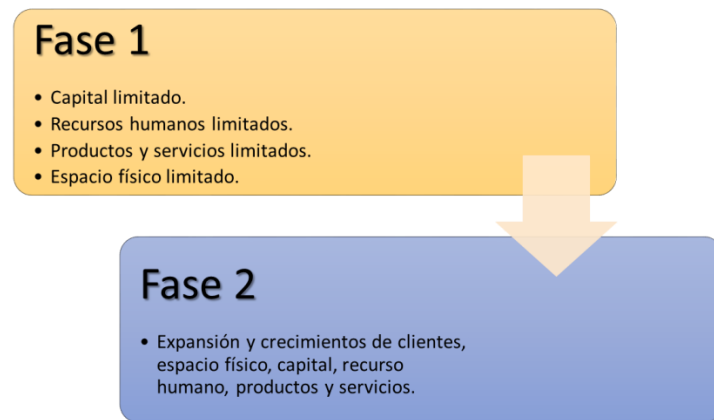 Fase 1
• Capital limitado.
• Recursos humanos limitados.
• Productos y servicios limitados.
• Espacio físico limitado.
Fase 2
• Expansión y crecimientos de clientes,
espacio físico, capital, recurso
humano, productos y servicios.